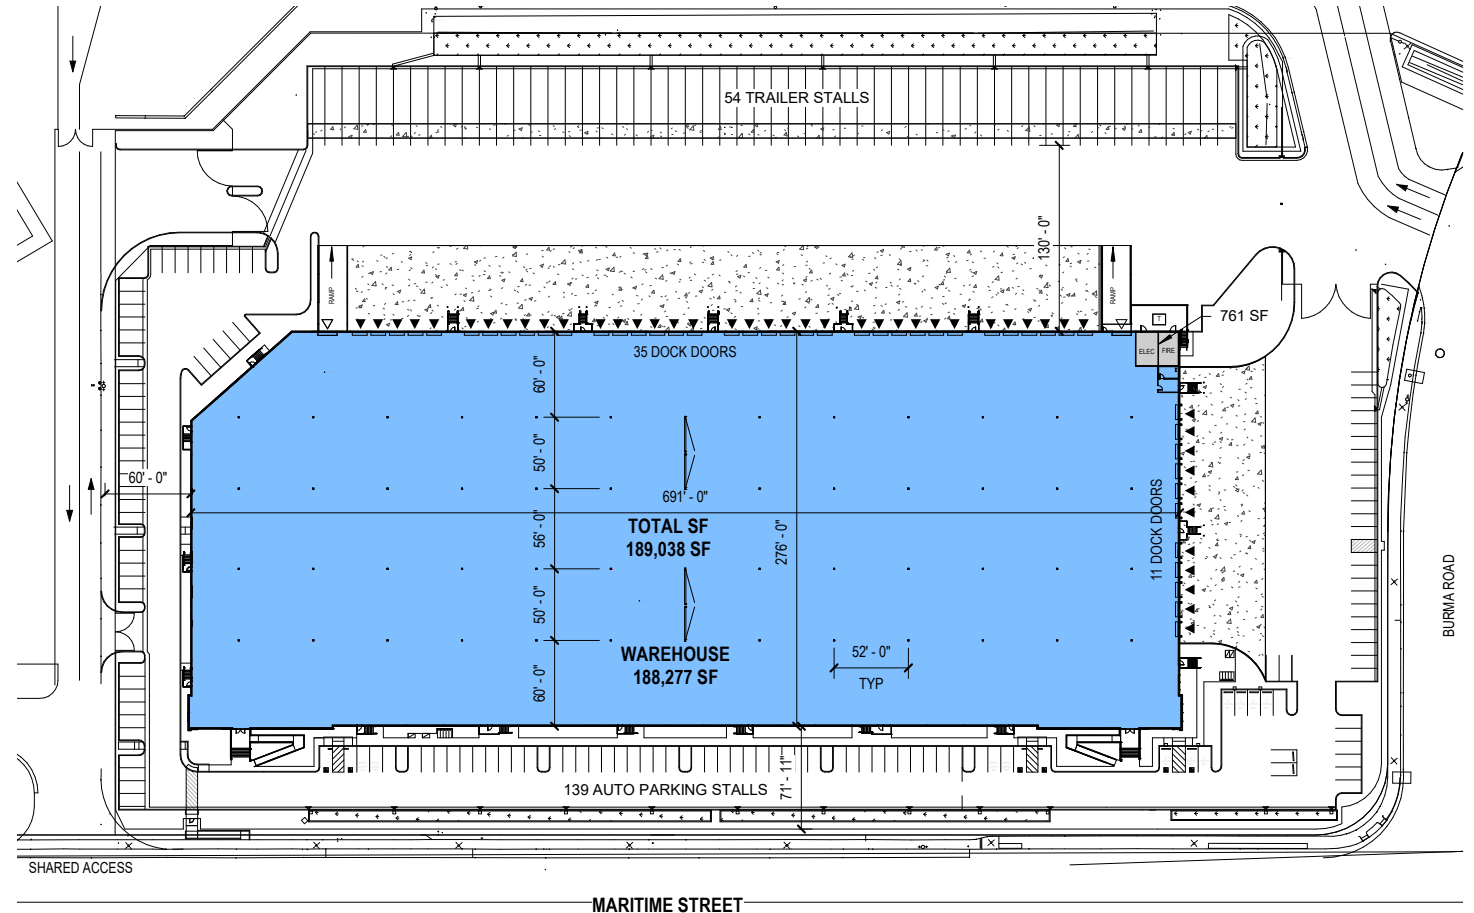 54 TRAILER STALLS
130' - 0"
RAMP
RAMP
761 SF
T
ELEC
FIRE
35 DOCK DOORS
60' - 0"
50' - 0"
60' - 0"
691' - 0"
11 DOCK DOORS
TOTAL SF
189,038 SF
56' - 0"
276' - 0"
50' - 0"
BURMA ROAD
WAREHOUSE
188,277 SF
52' - 0"
TYP
60' - 0"
71' - 11"
139 AUTO PARKING STALLS
SHARED ACCESS
MARITIME STREET